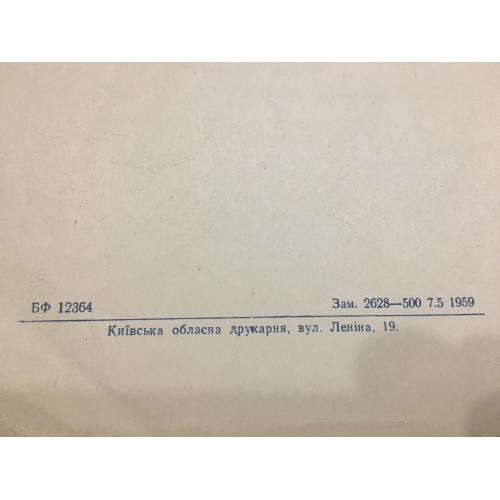 БФ 12364
Зам. 2628—500 7.5 1959
Київська обласна друкарня, вул. Леніна, 19.